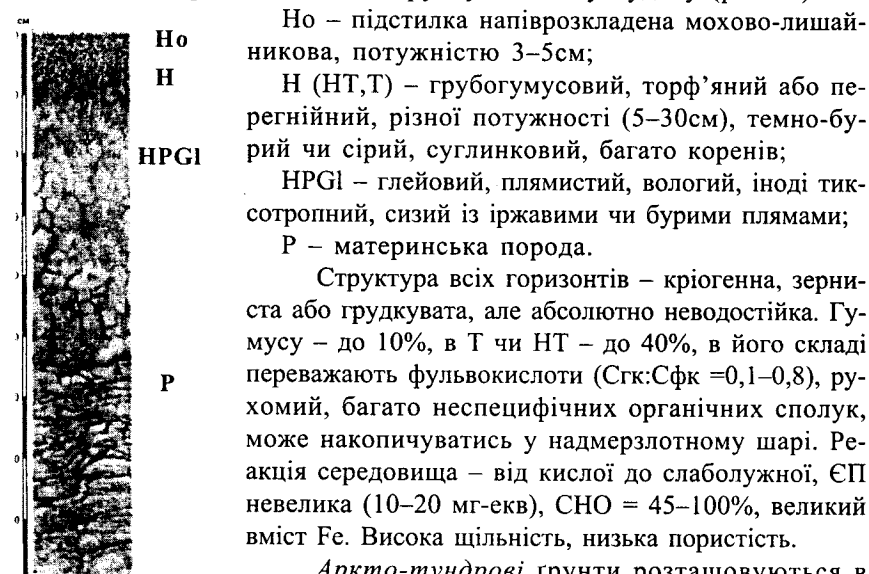 см
Но
Н
HPGl
Р
Но – підстилка напіврозкладена мохово-лишай-
никова, потужністю 3–5см;
Н (НТ,Т) – грубогумусовий, торф’яний або пе-
регнійний, різної потужності (5–30см), темно-бу-
рий чи сірий, суглинковий, багато коренів;
HPGl – глейовий, плямистий, вологий, іноді тик-
сотропний, сизий із іржавими чи бурими плямами;
Р – материнська порода.
Структура всіх горизонтів – кріогенна, зерни-
ста або грудкувата, але абсолютно неводостійка. Гу-
мусу – до 10%, в Т чи НТ – до 40%, в його складі
переважають фульвокислоти (Сгк:Сфк =0,1–0,8), ру-
хомий, багато неспецифічних органічних сполук,
може накопичуватись у надмерзлотному шарі. Ре-
акція середовища – від кислої до слаболужної, ЄП
невелика (10–20 мг-екв), СНО = 45–100%, великий
вміст Fe. Висока щільність, низька пористість.
Аркто-тундрові ґрунти розташовуються в